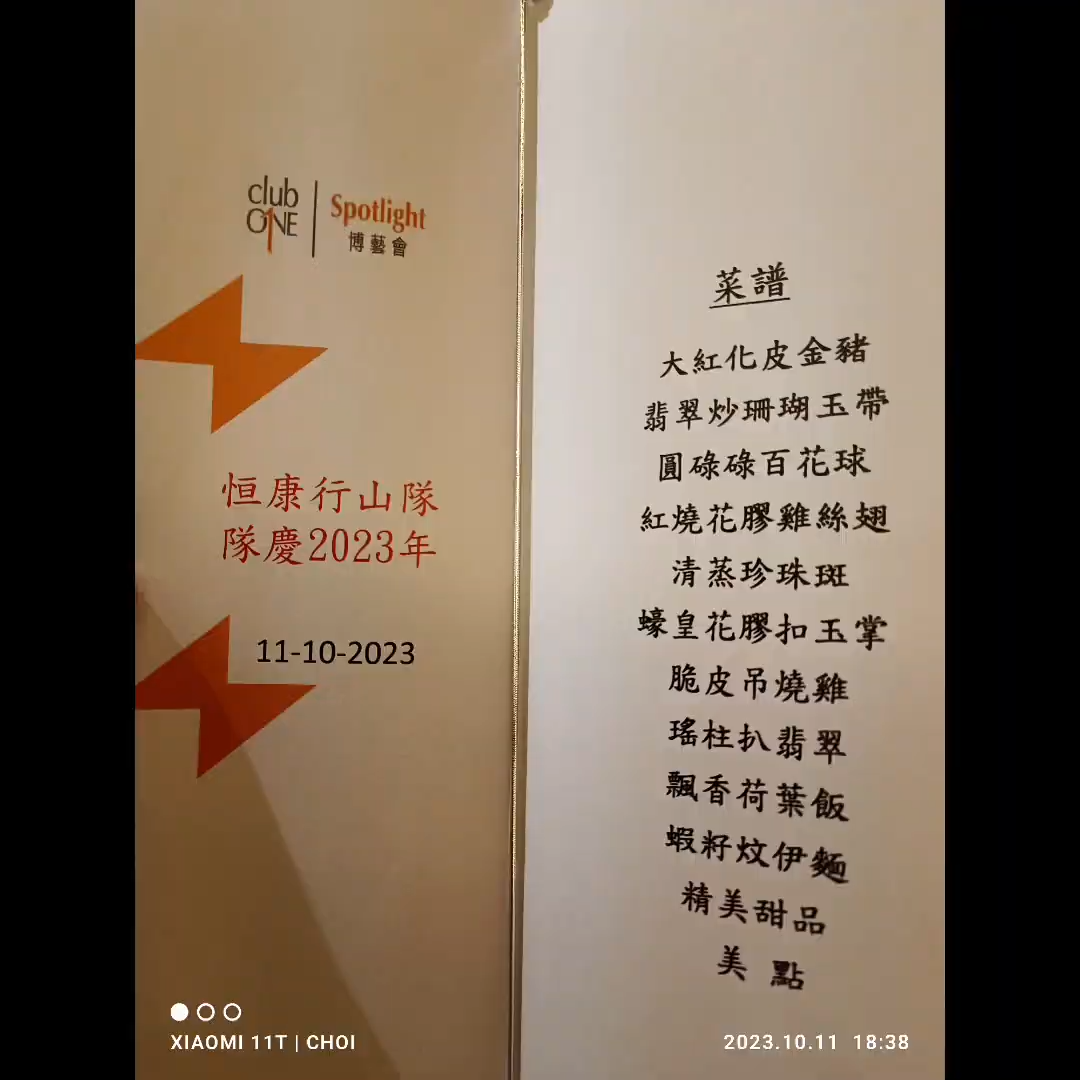 club
ONE
Spotlight
博藝會
恒康行山隊
隊慶2023年
11-10-2023
菜譜
大紅化皮金豬
翡翠炒珊瑚玉帶
圓碌碌百花球
紅燒花膠雞絲翅
清蒸珍珠斑
蠔皇花膠扣玉掌
脆皮吊燒雞
瑤柱扒翡翠
飄香荷葉飯
蝦籽炆伊麵
精美甜品
美點
XIAOMI 11T | CHOI
2023.10.11 18:38